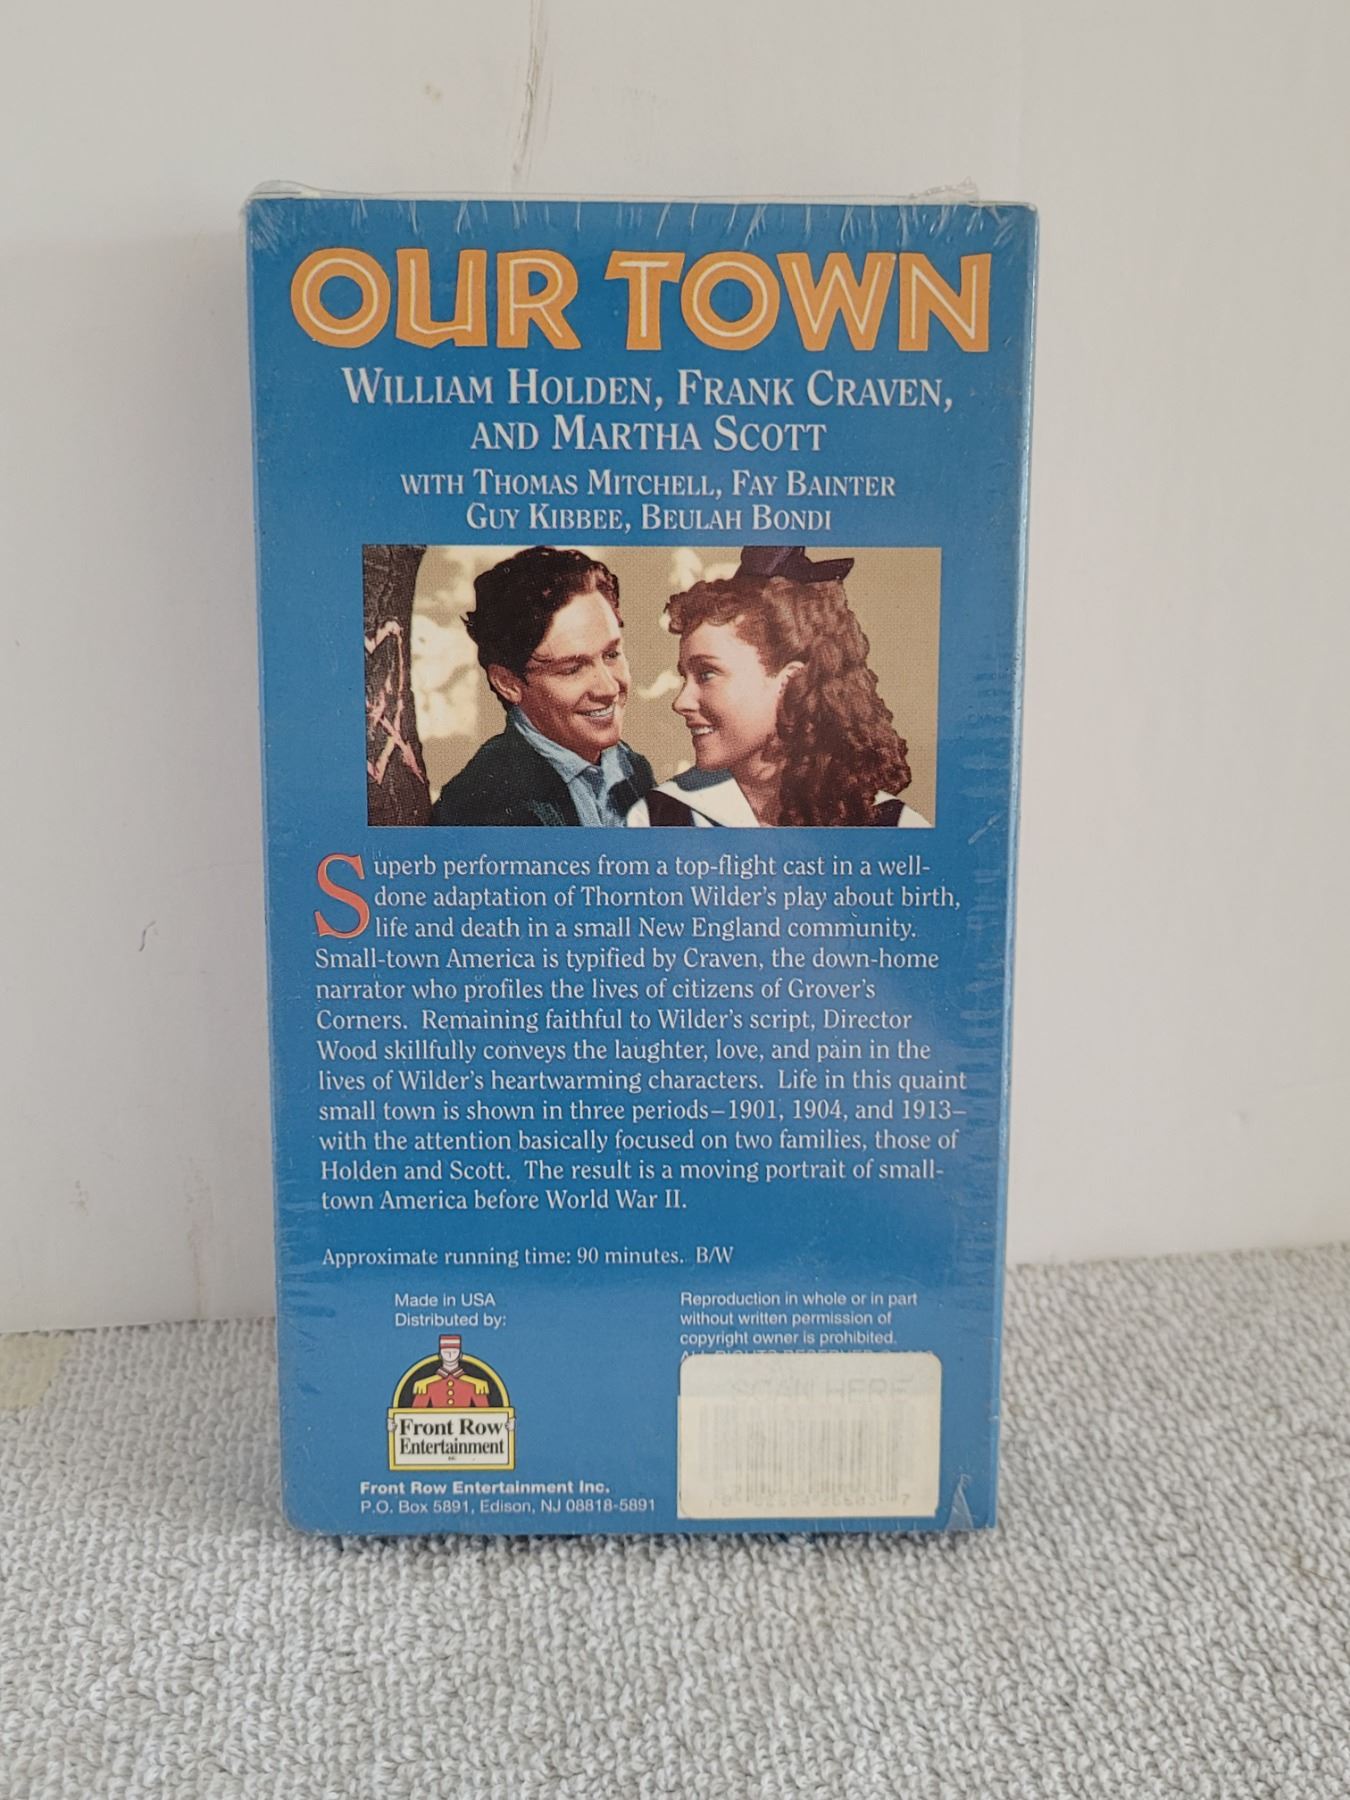 OUR TOWN
WILLIAM HOLDEN, FRANK CRAVEN,
AND MARTHA SCOTT
WITH THOMAS MITCHELL, FAY BAINTER
GUY KIBBEE, BEULAH BONDI
Superb performances from a top-flight cast in a well-
done adaptation of Thornton Wilder's play about birth,
life and death in a small New England community.
Small-town America is typified by Craven, the down-home
narrator who profiles the lives of citizens of Grover's
Corners. Remaining faithful to Wilder's script, Director
Wood skillfully conveys the laughter, love, and pain in the
lives of Wilder's heartwarming characters. Life in this quaint
small town is shown in three periods–1901, 1904, and 1913–
with the attention basically focused on two families, those of
Holden and Scott. The result is a moving portrait of small-
town America before World War II.
Approximate running time: 90 minutes. B/W
Made in USA
Distributed by:
Front Row
Entertainment
Front Row Entertainment Inc.
P.O. Box 5891, Edison, NJ 08818-5891
Reproduction in whole or in part
without written permission of
copyright owner is prohibited.
ALL RIGHTS RESERVED ©
SCAN HERE